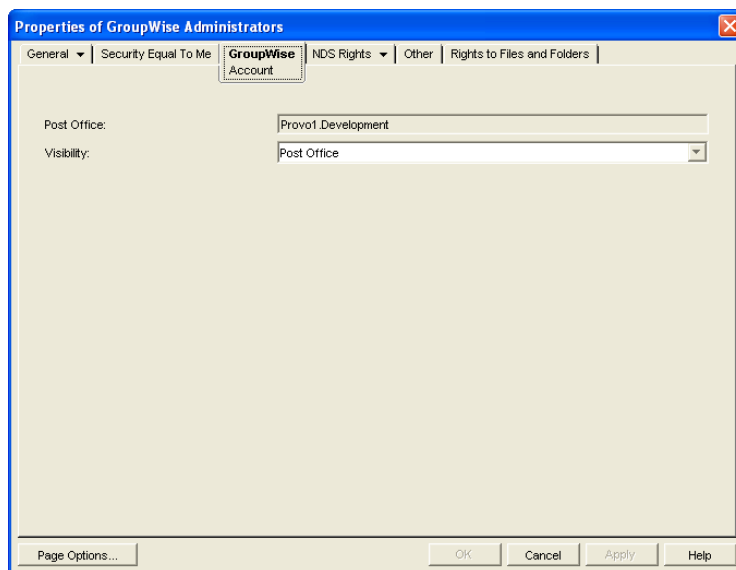 Properties of GroupWise Administrators
General Security Equal To Me GroupWise NDS Rights Other Rights to Files and Folders
Account
Post Office: Provo1.Development
Visibility: Post Office
Page Options... OK Cancel Apply Help